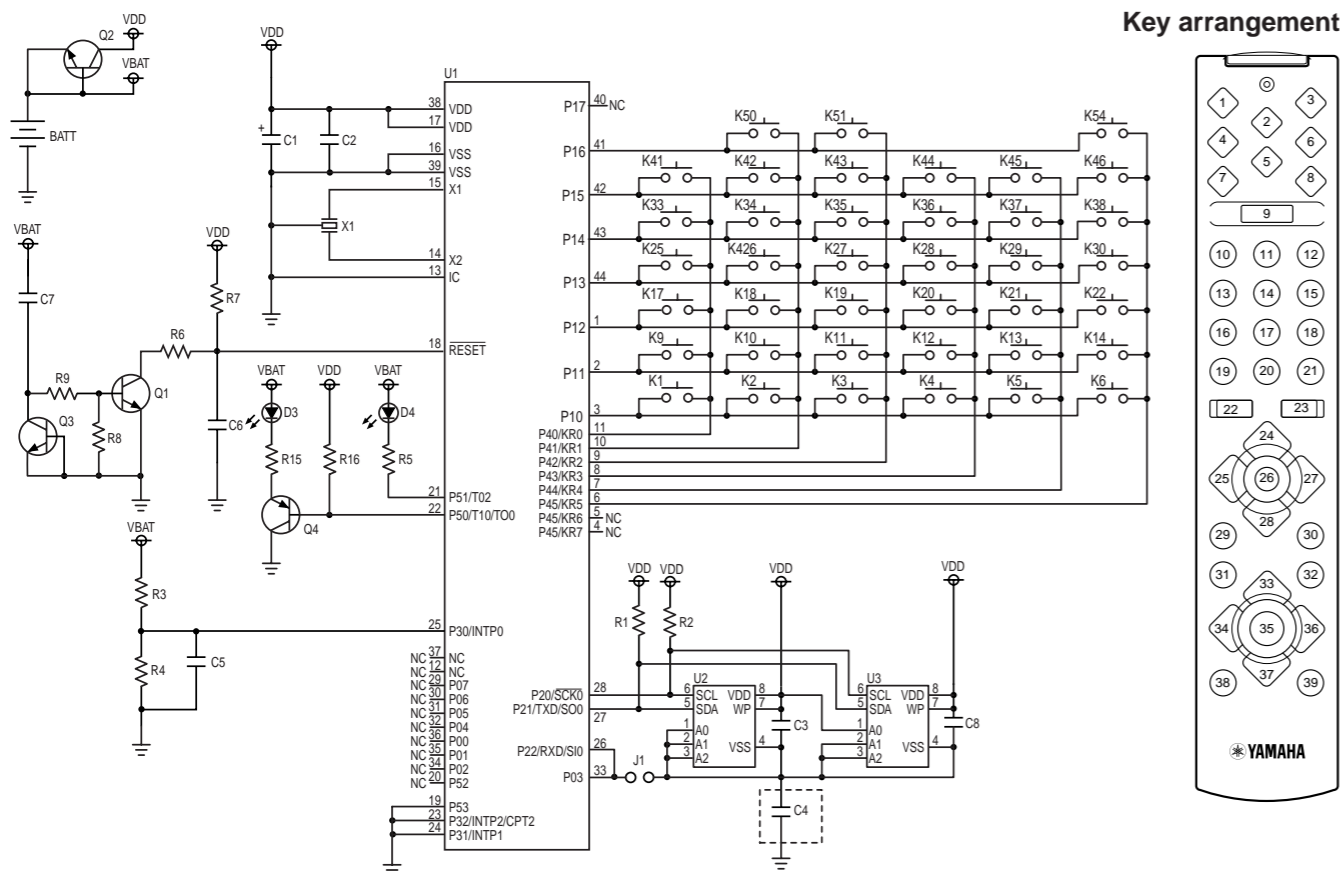 Key arrangement
Q2 VDD
VBAT
BATT
VDD
U1
38 VDD
17 VDD
+ C1 C2
16 VSS
39 VSS
15 X1
X1
14 X2
13 IC
VBAT
VDD
C7
R7
R6
18 RESET
R9
Q1
Q3
R8
C6
VBAT VDD VBAT
D3 D4
R15 R16 R5
21 P51/T02
22 P50/T10/TO0
Q4
VBAT
R3
25 P30/INTP0
R4
C5
NC 37 NC
NC 12 NC
NC 29 P07
NC 30 P06
NC 31 P05
NC 32 P04
NC 36 P00
NC 35 P01
NC 34 P02
NC 20 P52
19 P53
23 P32/INTP2/CPT2
24 P31/INTP1
P17 40 NC
K50 K51 K54
P16 41
K41 K42 K43 K44 K45 K46
P15 42
K33 K34 K35 K36 K37 K38
P14 43
K25 K426 K27 K28 K29 K30
P13 44
K17 K18 K19 K20 K21 K22
P12 1
K9 K10 K11 K12 K13 K14
P11 2
K1 K2 K3 K4 K5 K6
P10 3
P40/KR0 11
P41/KR1 10
P42/KR2 9
P43/KR3 8
P44/KR4 7
P45/KR5 6
P45/KR6 5 NC
P45/KR7 4 NC
VDD VDD VDD VDD
R1 R2
U2 U3
P20/SCK0 28
P21/TXD/SO0 27
P22/RXD/SI0 26
P03 33
J1
6 SCL VDD 8
5 SDA WP 7
1 A0
2 A1
3 A2 VSS 4
C3
6 SCL VDD 8
5 SDA WP 7
1 A0
2 A1
3 A2 VSS 4
C8
C4
1 2 3
4 5 6
7 8
9
10 11 12
13 14 15
16 17 18
19 20 21
22 23
24
25 26 27
28
29 30
31 32
33
34 35 36
37
38 39
YAMAHA